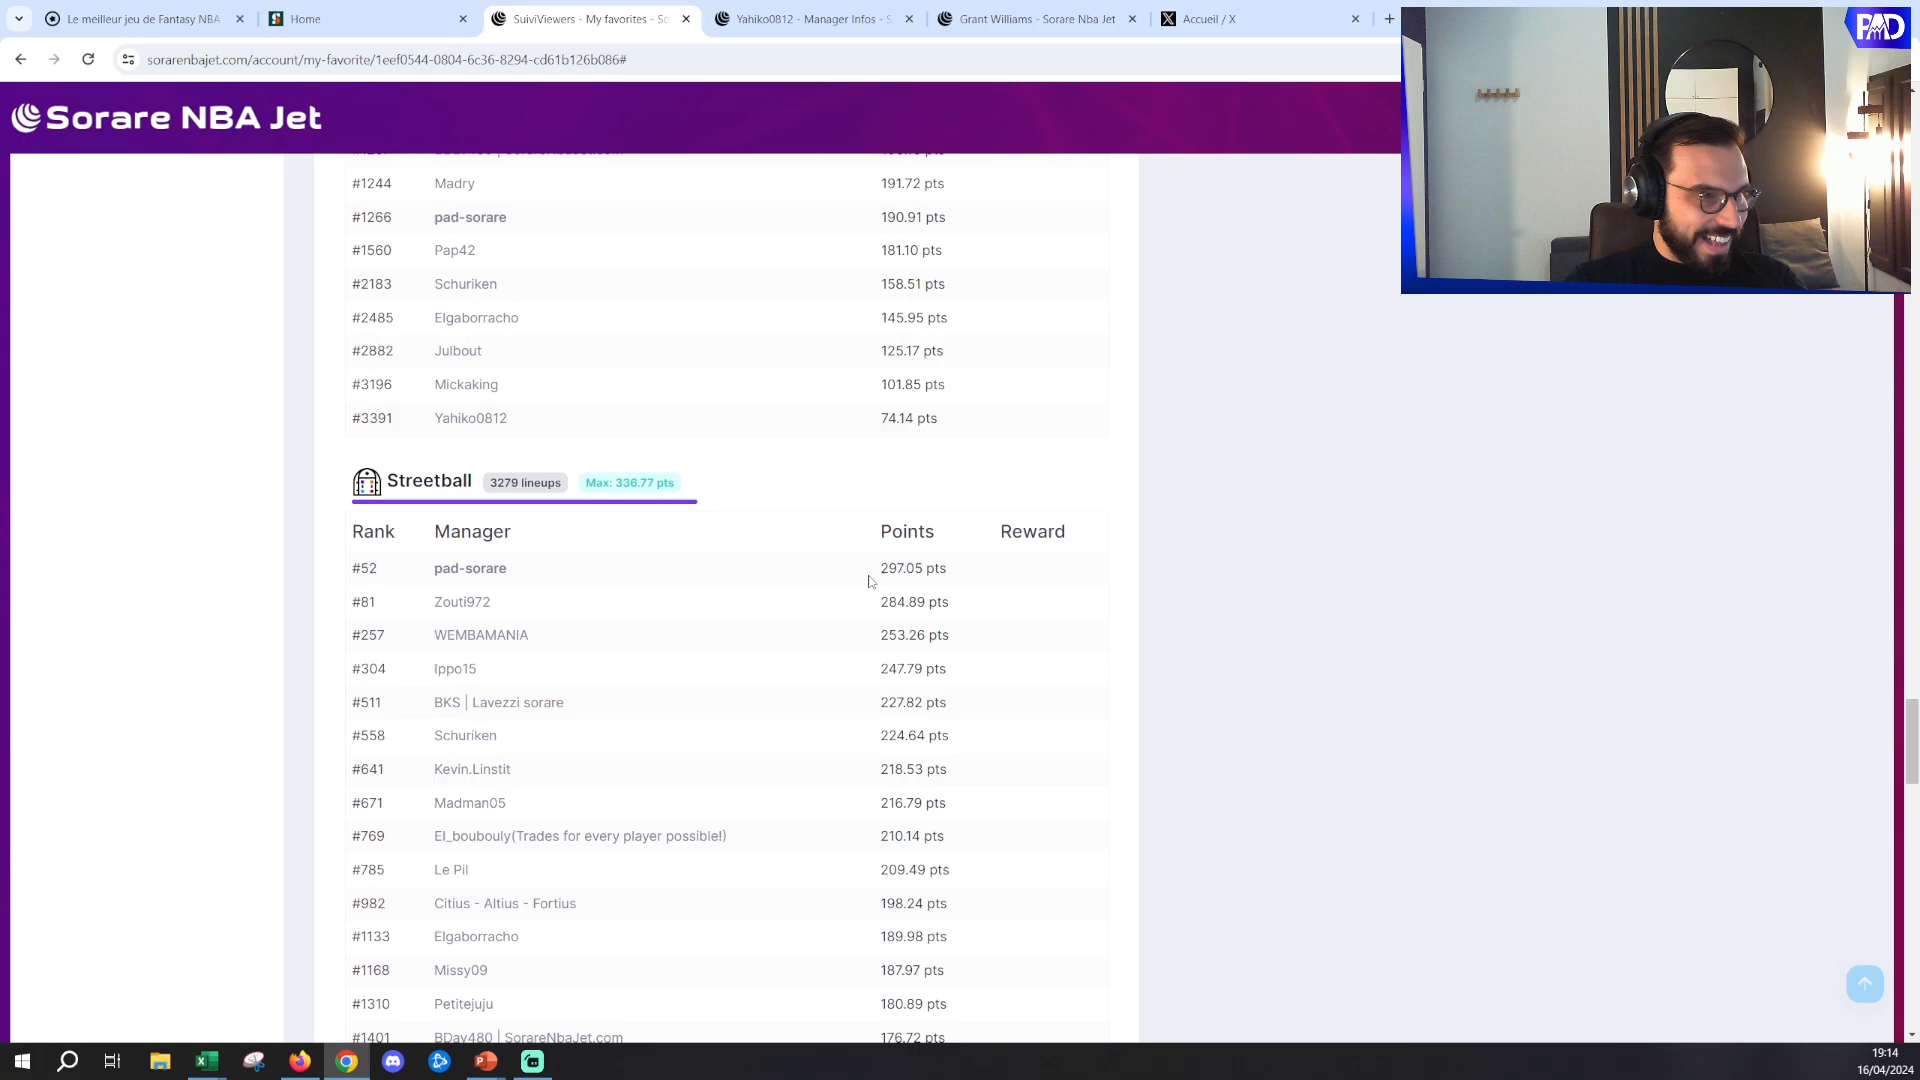 Le meilleur jeu de Fantasy NBA
Home
SuiviViewers - My favorites - So
Yahiko0812 - Manager Infos - S
Grant Williams - Sorare Nba Jet
Accueil / X
sorarenbajet.com/account/my-favorite/1eef0544-0804-6c36-8294-cd61b126b086#
PAD
Sorare NBA Jet
#1244 Madry 191.72 pts
#1266 pad-sorare 190.91 pts
#1560 Pap42 181.10 pts
#2183 Schuriken 158.51 pts
#2485 Elgaborracho 145.95 pts
#2882 Julbout 125.17 pts
#3196 Mickaking 101.85 pts
#3391 Yahiko0812 74.14 pts
Streetball 3279 lineups Max: 336.77 pts
Rank Manager Points Reward
#52 pad-sorare 297.05 pts
#81 Zouti972 284.89 pts
#257 WEMBAMANIA 253.26 pts
#304 Ippo15 247.79 pts
#511 BKS | Lavezzi sorare 227.82 pts
#558 Schuriken 224.64 pts
#641 Kevin.Linstit 218.53 pts
#671 Madman05 216.79 pts
#769 El_boubouly(Trades for every player possible!) 210.14 pts
#785 Le Pil 209.49 pts
#982 Citius - Altius - Fortius 198.24 pts
#1133 Elgaborracho 189.98 pts
#1168 Missy09 187.97 pts
#1310 Petitejuju 180.89 pts
#1401 BDay480 | SorareNbaJet.com 176.72 pts
19:14
16/04/2024